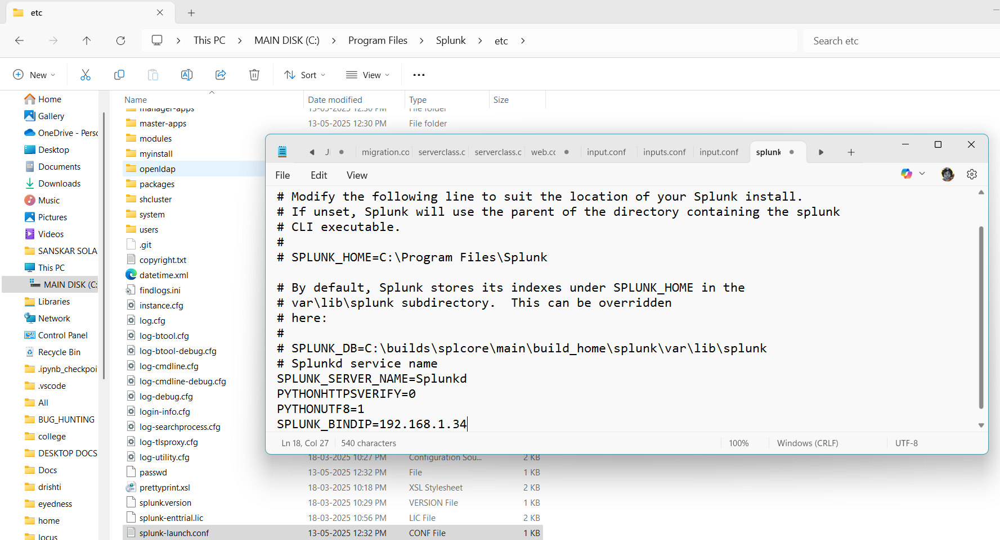 etc
This PC
MAIN DISK (C:)
Program Files
Splunk
etc
Search etc
New
Sort
View
Home
Gallery
OneDrive - Persc
Desktop
Documents
Downloads
Music
Pictures
Videos
SANSKAR SOLA
This PC
MAIN DISK (C:
Libraries
Network
Control Panel
Recycle Bin
.ipynb_checkpoi
.vscode
All
BUG_HUNTING
college
DESKTOP DOCS
Docs
drishti
eyedness
home
locus
Name Date modified Type Size
manager-apps 13-05-2025 12:30 PM File folder
master-apps 13-05-2025 12:30 PM File folder
modules
myinstall
openldap
packages
shcluster
system
users
.git
copyright.txt
datetime.xml
findlogs.ini
instance.cfg
log.cfg
log-btool.cfg
log-btool-debug.cfg
log-cmdline.cfg
log-cmdline-debug.cfg
log-debug.cfg
login-info.cfg
log-searchprocess.cfg
log-tlsproxy.cfg
log-utility.cfg 18-03-2025 10:27 PM Configuration Sou... 2 KB
passwd 13-05-2025 12:32 PM File 1 KB
prettyprint.xsl 18-03-2025 10:18 PM XSL Stylesheet 2 KB
splunk.version 18-03-2025 10:29 PM VERSION File 1 KB
splunk-enttrial.lic 18-03-2025 10:56 PM LIC File 2 KB
splunk-launch.conf 13-05-2025 12:32 PM CONF File 1 KB
migration.co
serverclass.c
serverclass.c
web.cc
input.conf
inputs.conf
input.conf
splunk
File
Edit
View
# Modify the following line to suit the location of your Splunk install.
# If unset, Splunk will use the parent of the directory containing the splunk
# CLI executable.
#
# SPLUNK_HOME=C:\Program Files\Splunk
# By default, Splunk stores its indexes under SPLUNK_HOME in the
# var\lib\splunk subdirectory.  This can be overridden
# here:
#
# SPLUNK_DB=C:\builds\splcore\main\build_home\splunk\var\lib\splunk
# Splunkd service name
SPLUNK_SERVER_NAME=Splunkd
PYTHONHTTPSVERIFY=0
PYTHONUTF8=1
SPLUNK_BINDIP=192.168.1.34
Ln 18, Col 27
540 characters
100%
Windows (CRLF)
UTF-8